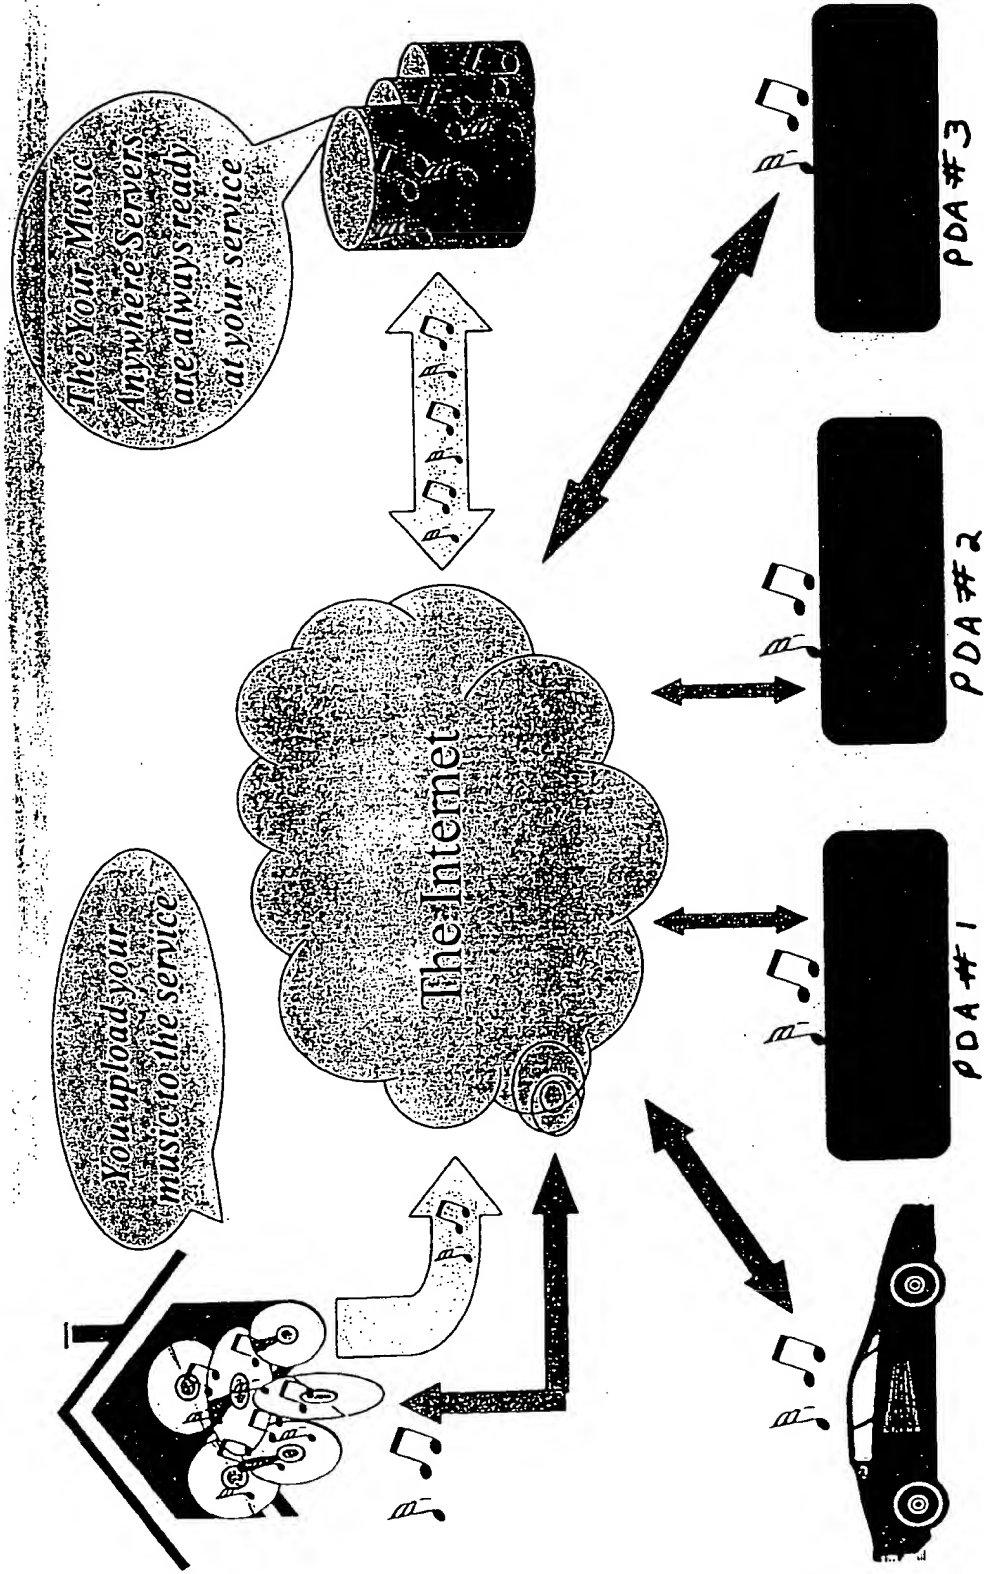 You upload your
music to the service
The Your Music
Anywhere Servers
are always ready
at your service
The Internet
PDA #1
PDA #2
PDA #3